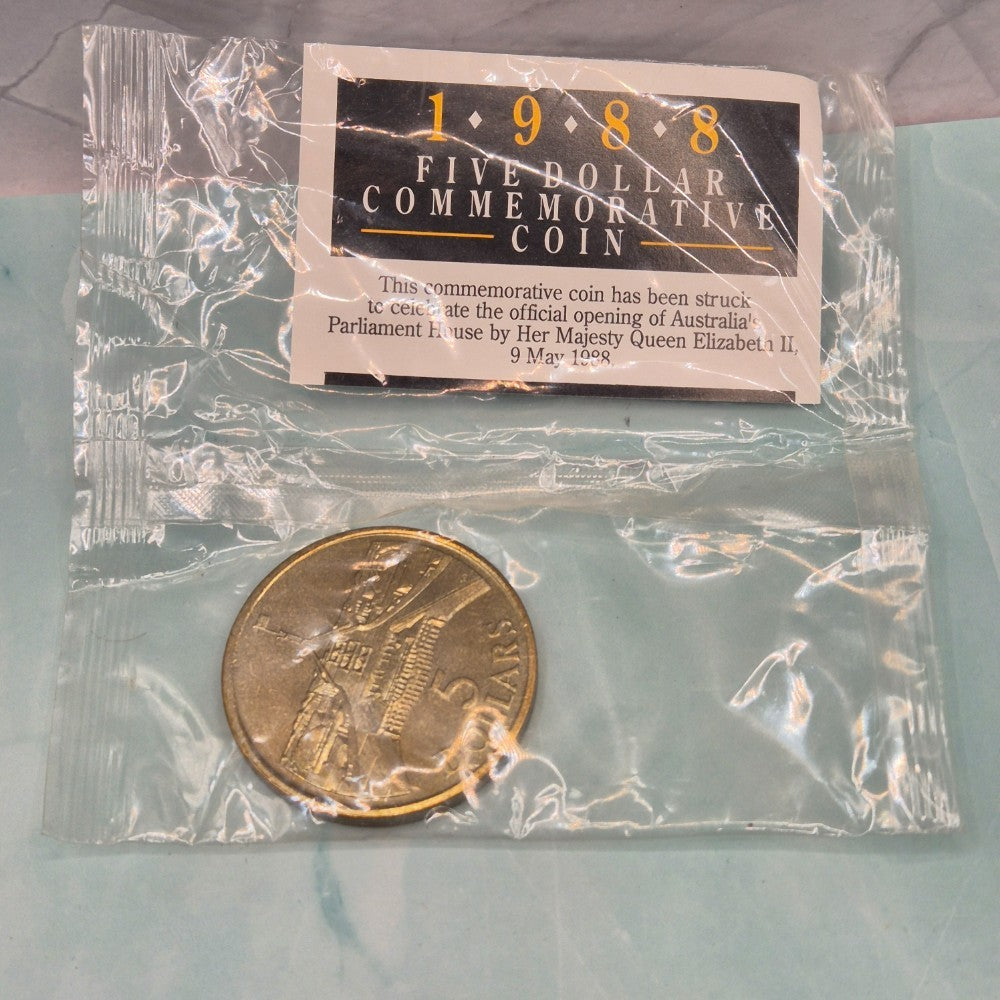 1 ⬥ 9 ⬥ 8 ⬥ 8
FIVE DOLLAR
COMMEMORATIVE
COIN
This commemorative coin has been struck
to celebrate the official opening of Australia's
Parliament House by Her Majesty Queen Elizabeth II,
9 May 1988.
5
DOLLARS